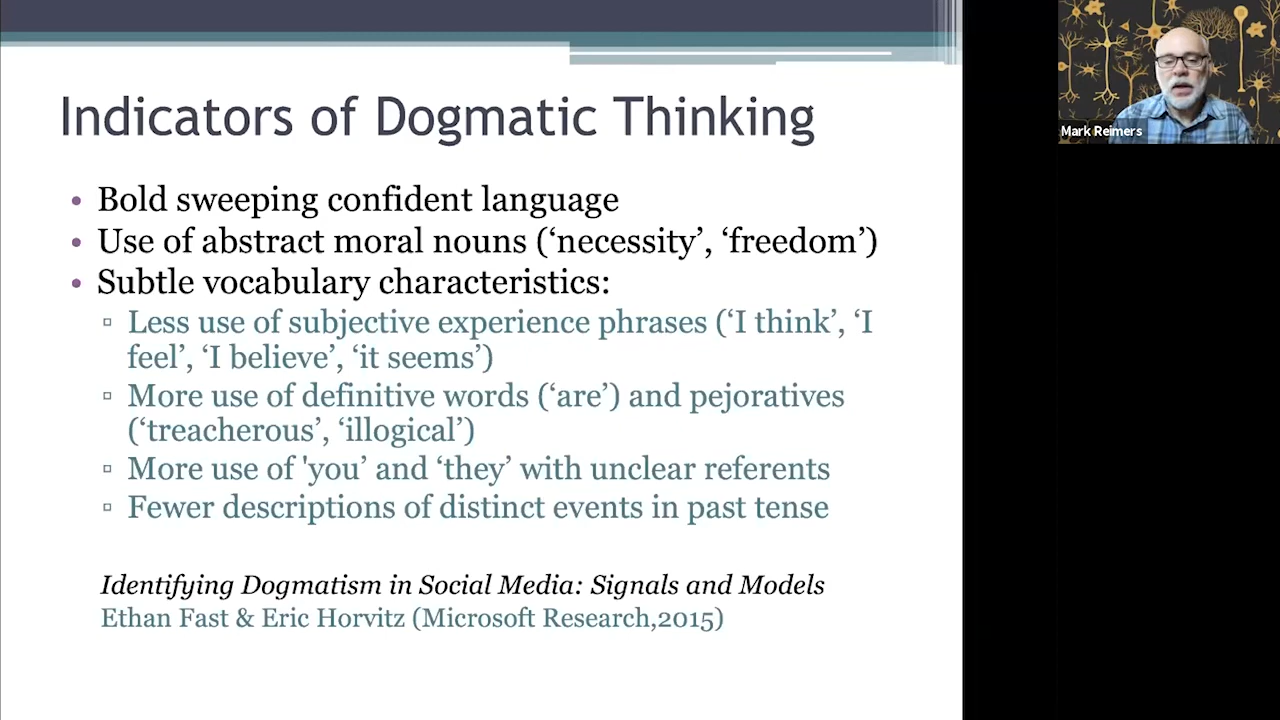 Indicators of Dogmatic Thinking
• Bold sweeping confident language
• Use of abstract moral nouns (‘necessity’, ‘freedom’)
• Subtle vocabulary characteristics:
▫ Less use of subjective experience phrases (‘I think’, ‘I
feel’, ‘I believe’, ‘it seems’)
▫ More use of definitive words (‘are’) and pejoratives
(‘treacherous’, ‘illogical’)
▫ More use of 'you’ and ‘they’ with unclear referents
▫ Fewer descriptions of distinct events in past tense
Identifying Dogmatism in Social Media: Signals and Models
Ethan Fast & Eric Horvitz (Microsoft Research,2015)
Mark Reimers